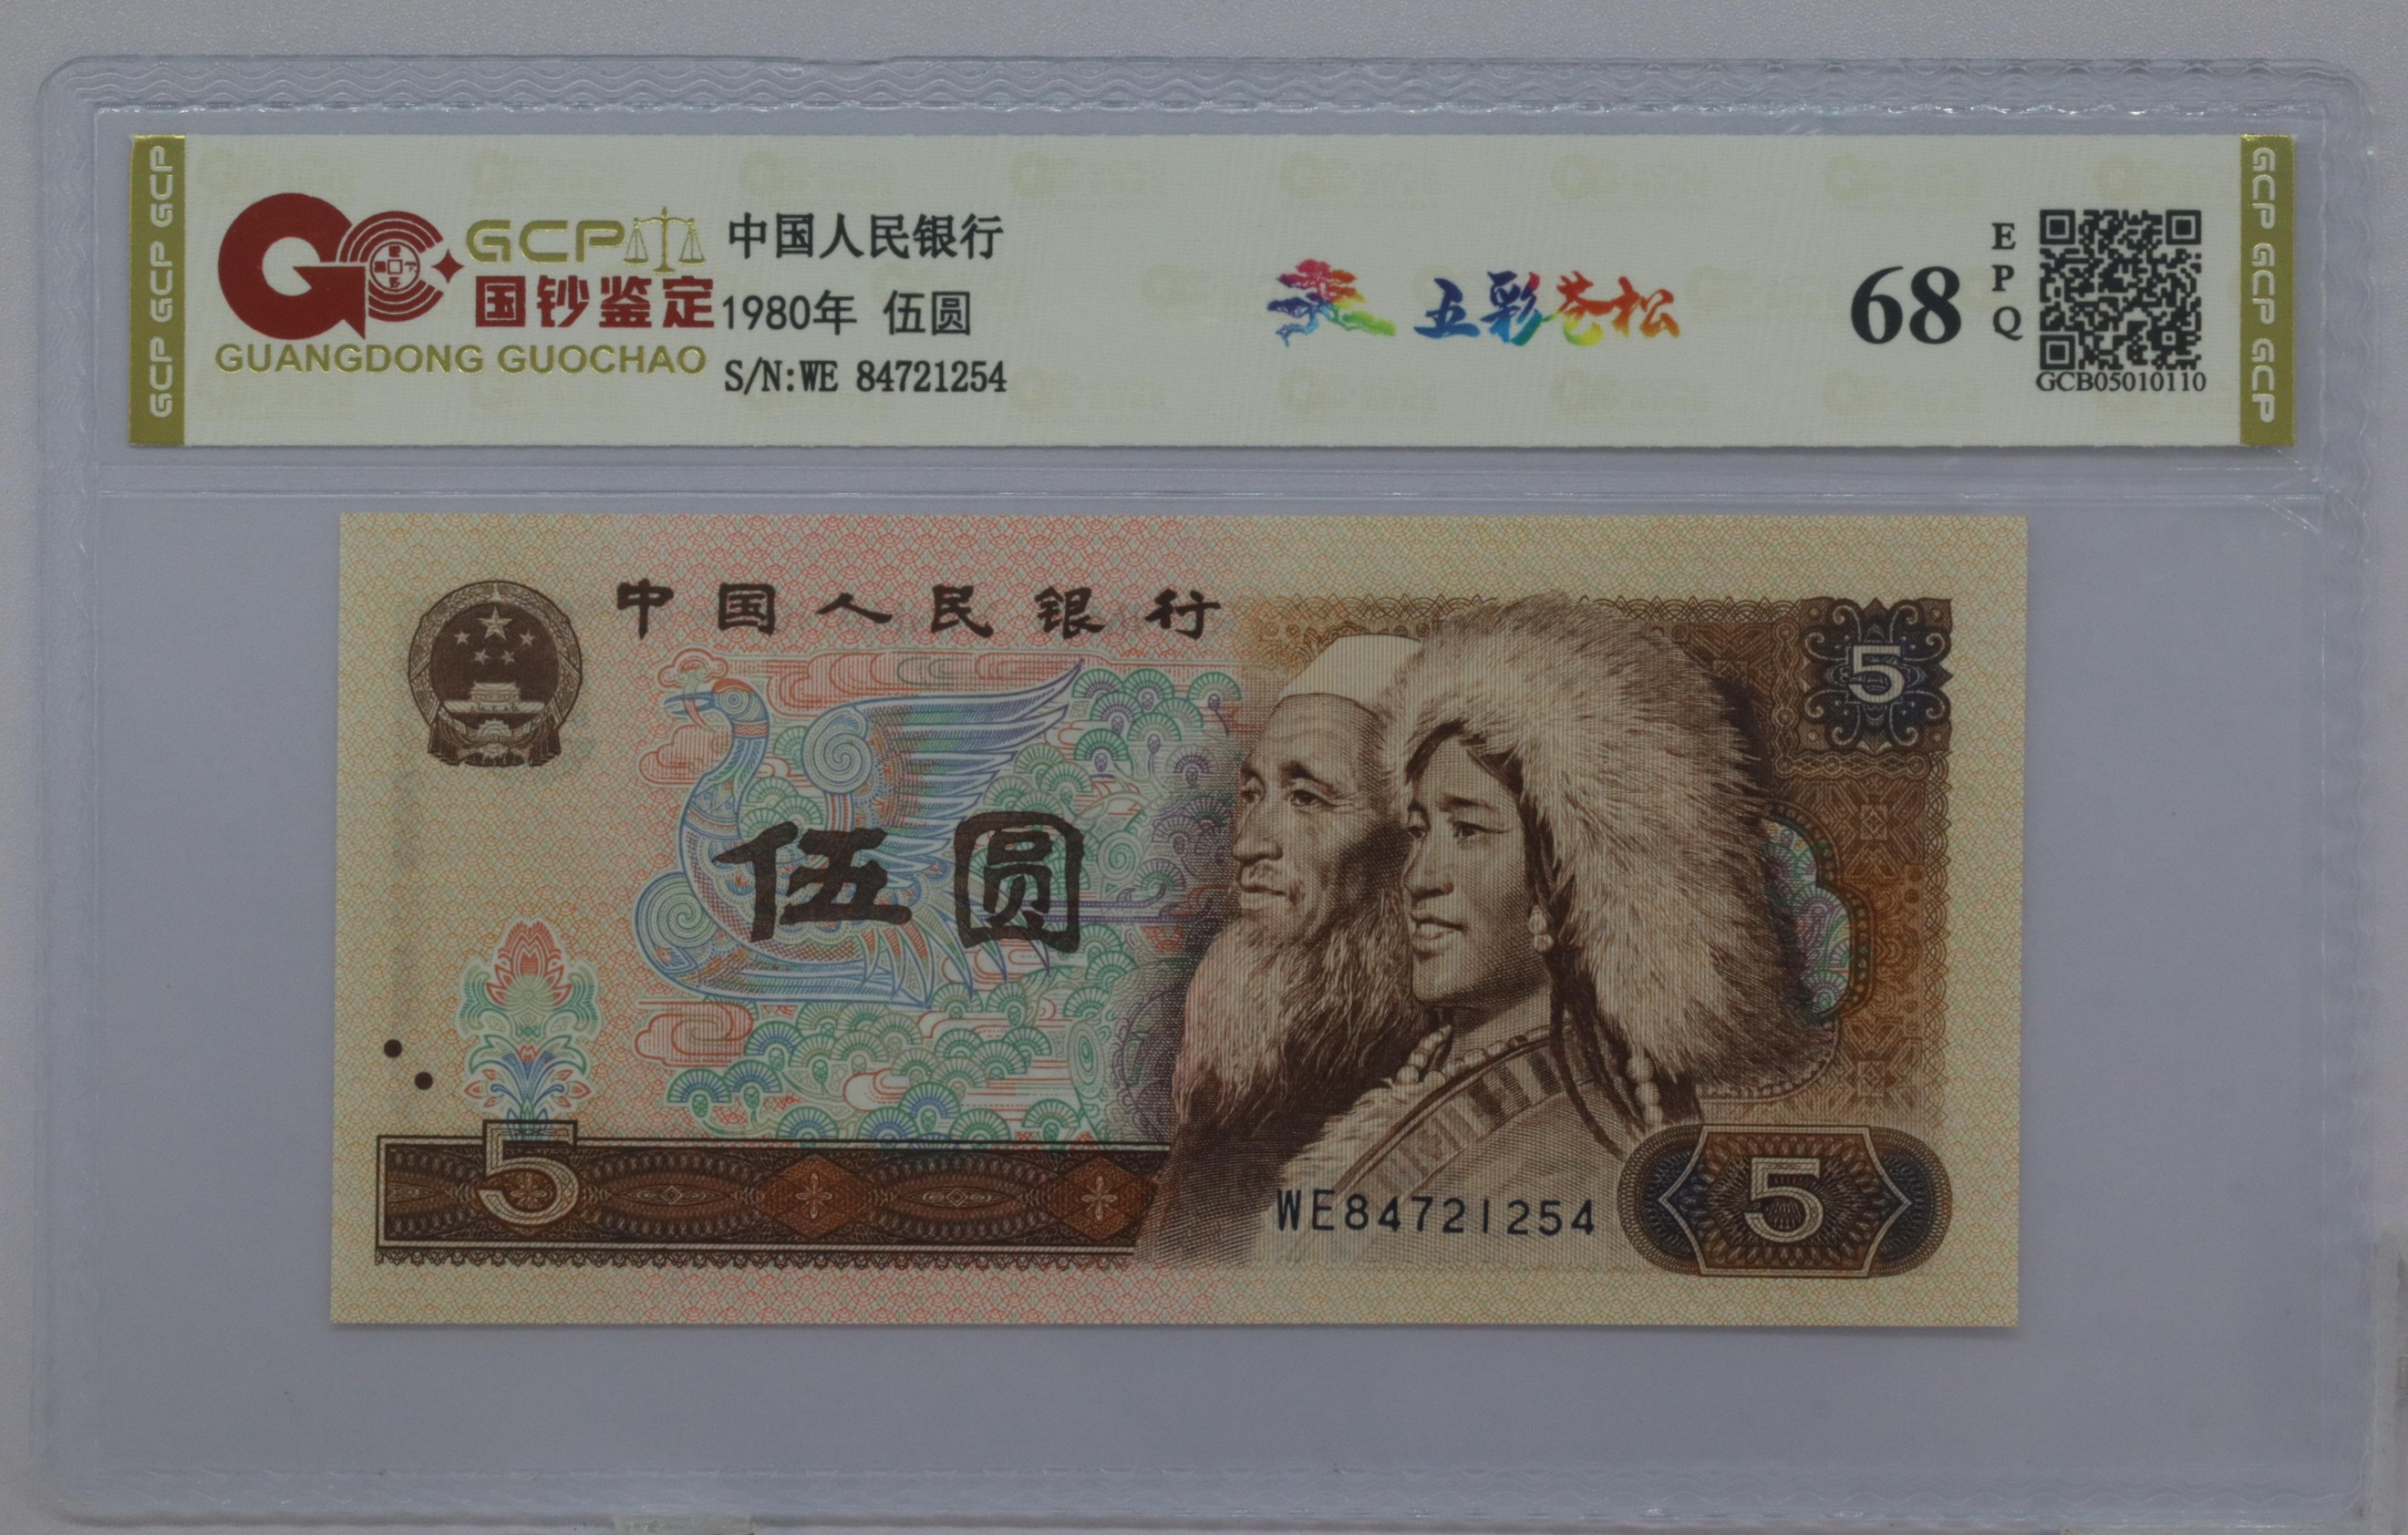 GCP GCP GCP
GCP
国钞鉴定
GUANGDONG GUOCHAO
中国人民银行
1980年 伍圆
S/N:WE 84721254
五彩苍松
68
EPQ
GCB05010110
GCP GCP GCP
中国人民银行
5
伍圆
5
WE84721254
5